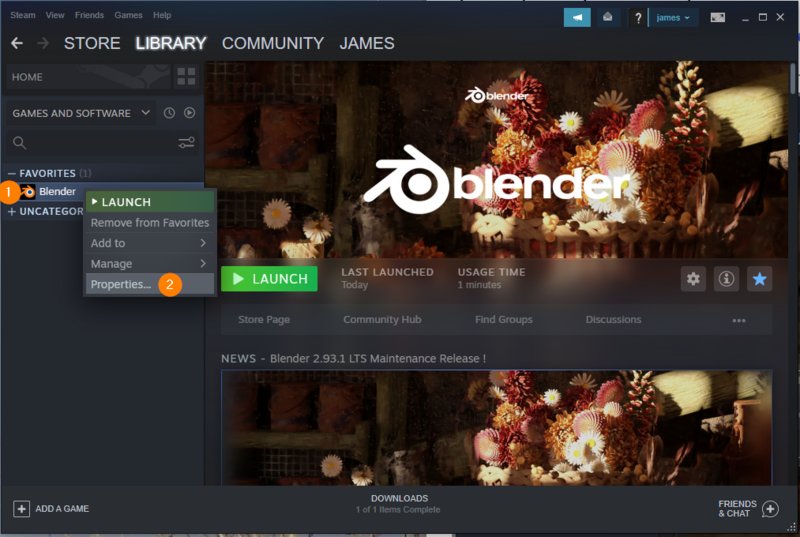 Steam View Friends Games Help
? james
STORE LIBRARY COMMUNITY JAMES
HOME
GAMES AND SOFTWARE
FAVORITES (1)
1 Blender
UNCATEGOR
LAUNCH
Remove from Favorites
Add to
Manage
Properties... 2
blender
blender
LAUNCH
LAST LAUNCHED
Today
USAGE TIME
1 minutes
Store Page Community Hub Find Groups Discussions
NEWS - Blender 2.93.1 LTS Maintenance Release !
ADD A GAME
DOWNLOADS
1 of 1 Items Complete
FRIENDS
& CHAT